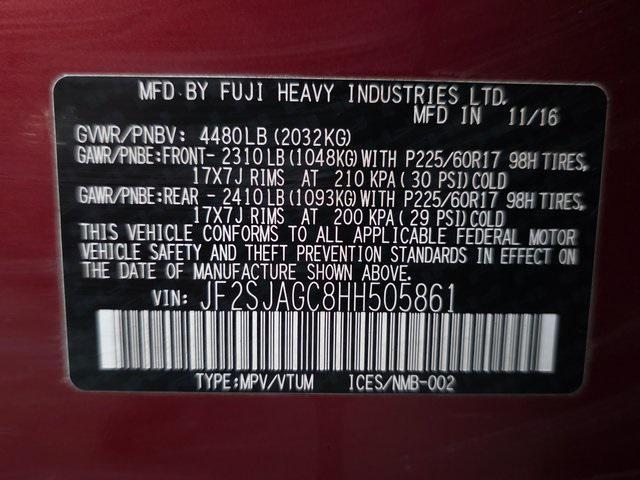 MFD BY FUJI HEAVY INDUSTRIES LTD.
MFD IN 11/16
GVWR/PNBV: 4480LB (2032KG)
GAWR/PNBE:FRONT- 2310LB(1048KG)WITH P225/60R17 98H TIRES,
17X7J RIMS AT 210 KPA( 30 PSI)COLD
GAWR/PNBE:REAR - 2410LB(1093KG)WITH P225/60R17 98H TIRES,
17X7J RIMS AT 200 KPA( 29 PSI)COLD
THIS VEHICLE CONFORMS TO ALL APPLICABLE FEDERAL MOTOR
VEHICLE SAFETY AND THEFT PREVENTION STANDARDS IN EFFECT
ON THE DATE OF MANUFACTURE SHOWN ABOVE.
VIN: JF2SJAGC8HH505861
TYPE:MPV/VTUM ICES/NMB-002